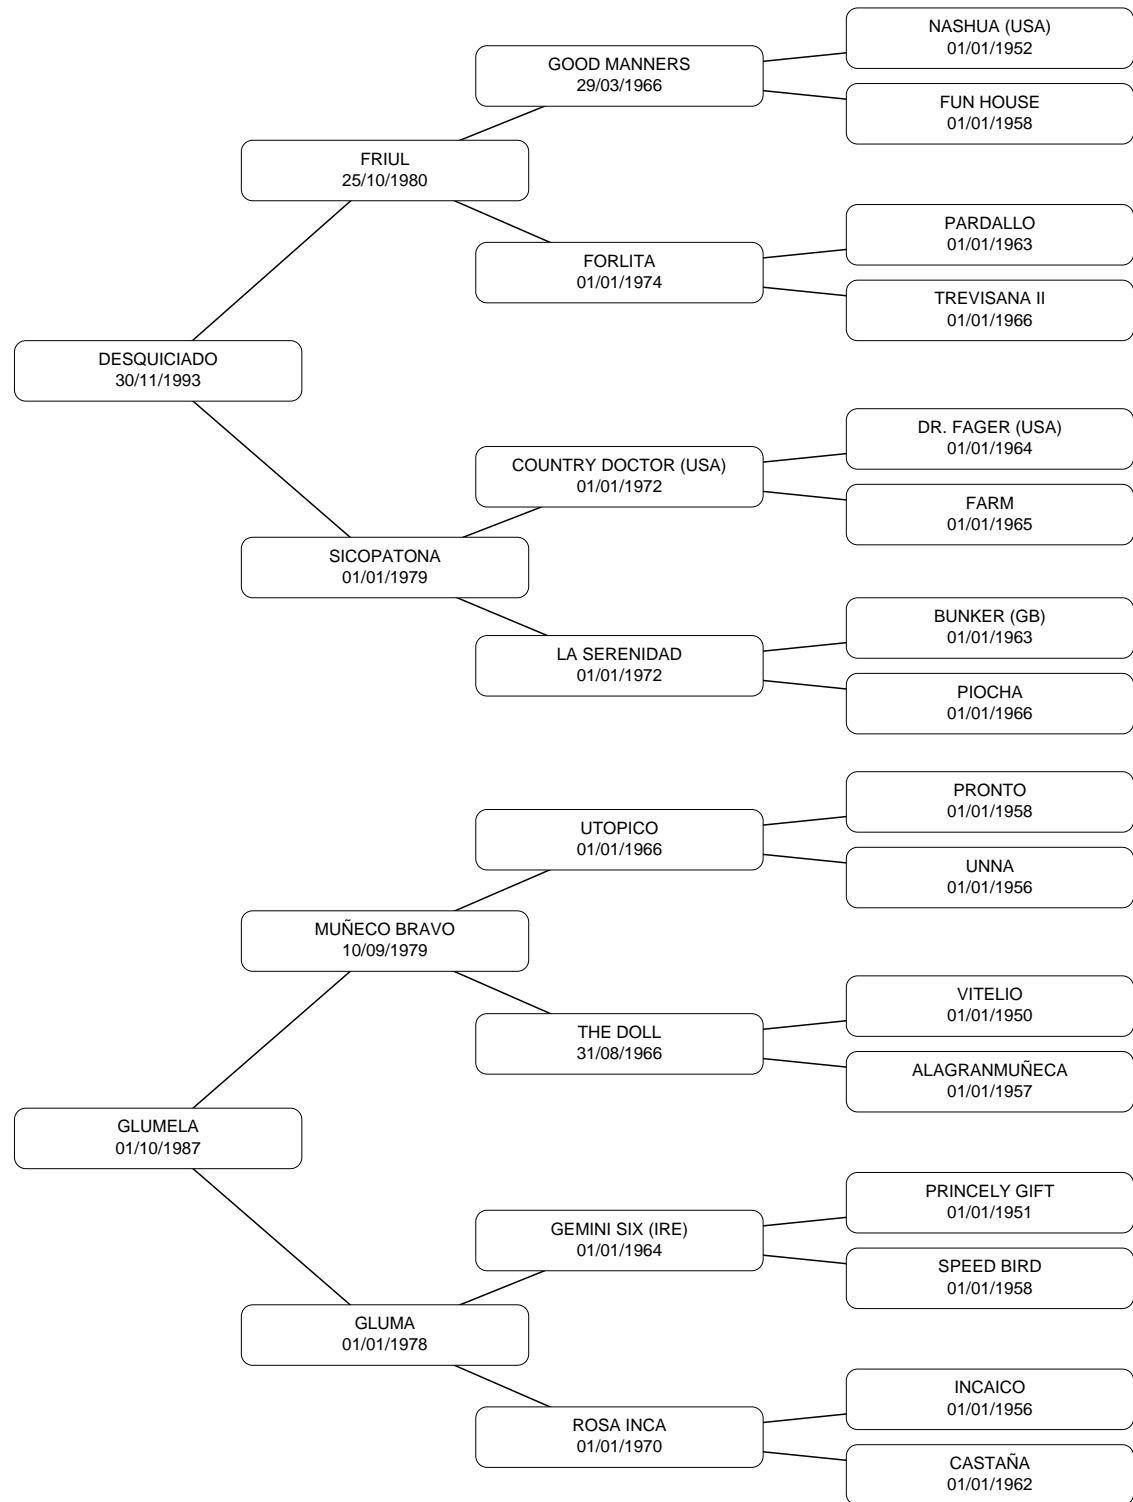 NASHUA (USA)
01/01/1952
GOOD MANNERS
29/03/1966
FUN HOUSE
01/01/1958
FRIUL
25/10/1980
PARDALLO
01/01/1963
FORLITA
01/01/1974
TREVISANA II
01/01/1966
DESQUICIADO
30/11/1993
DR. FAGER (USA)
01/01/1964
COUNTRY DOCTOR (USA)
01/01/1972
FARM
01/01/1965
SICOPATONA
01/01/1979
BUNKER (GB)
01/01/1963
LA SERENIDAD
01/01/1972
PIOCHA
01/01/1966
PRONTO
01/01/1958
UTOPICO
01/01/1966
UNNA
01/01/1956
MUÑECO BRAVO
10/09/1979
VITELIO
01/01/1950
THE DOLL
31/08/1966
ALAGRANMUÑECA
01/01/1957
GLUMELA
01/10/1987
PRINCELY GIFT
01/01/1951
GEMINI SIX (IRE)
01/01/1964
SPEED BIRD
01/01/1958
GLUMA
01/01/1978
INCAICO
01/01/1956
ROSA INCA
01/01/1970
CASTAÑA
01/01/1962